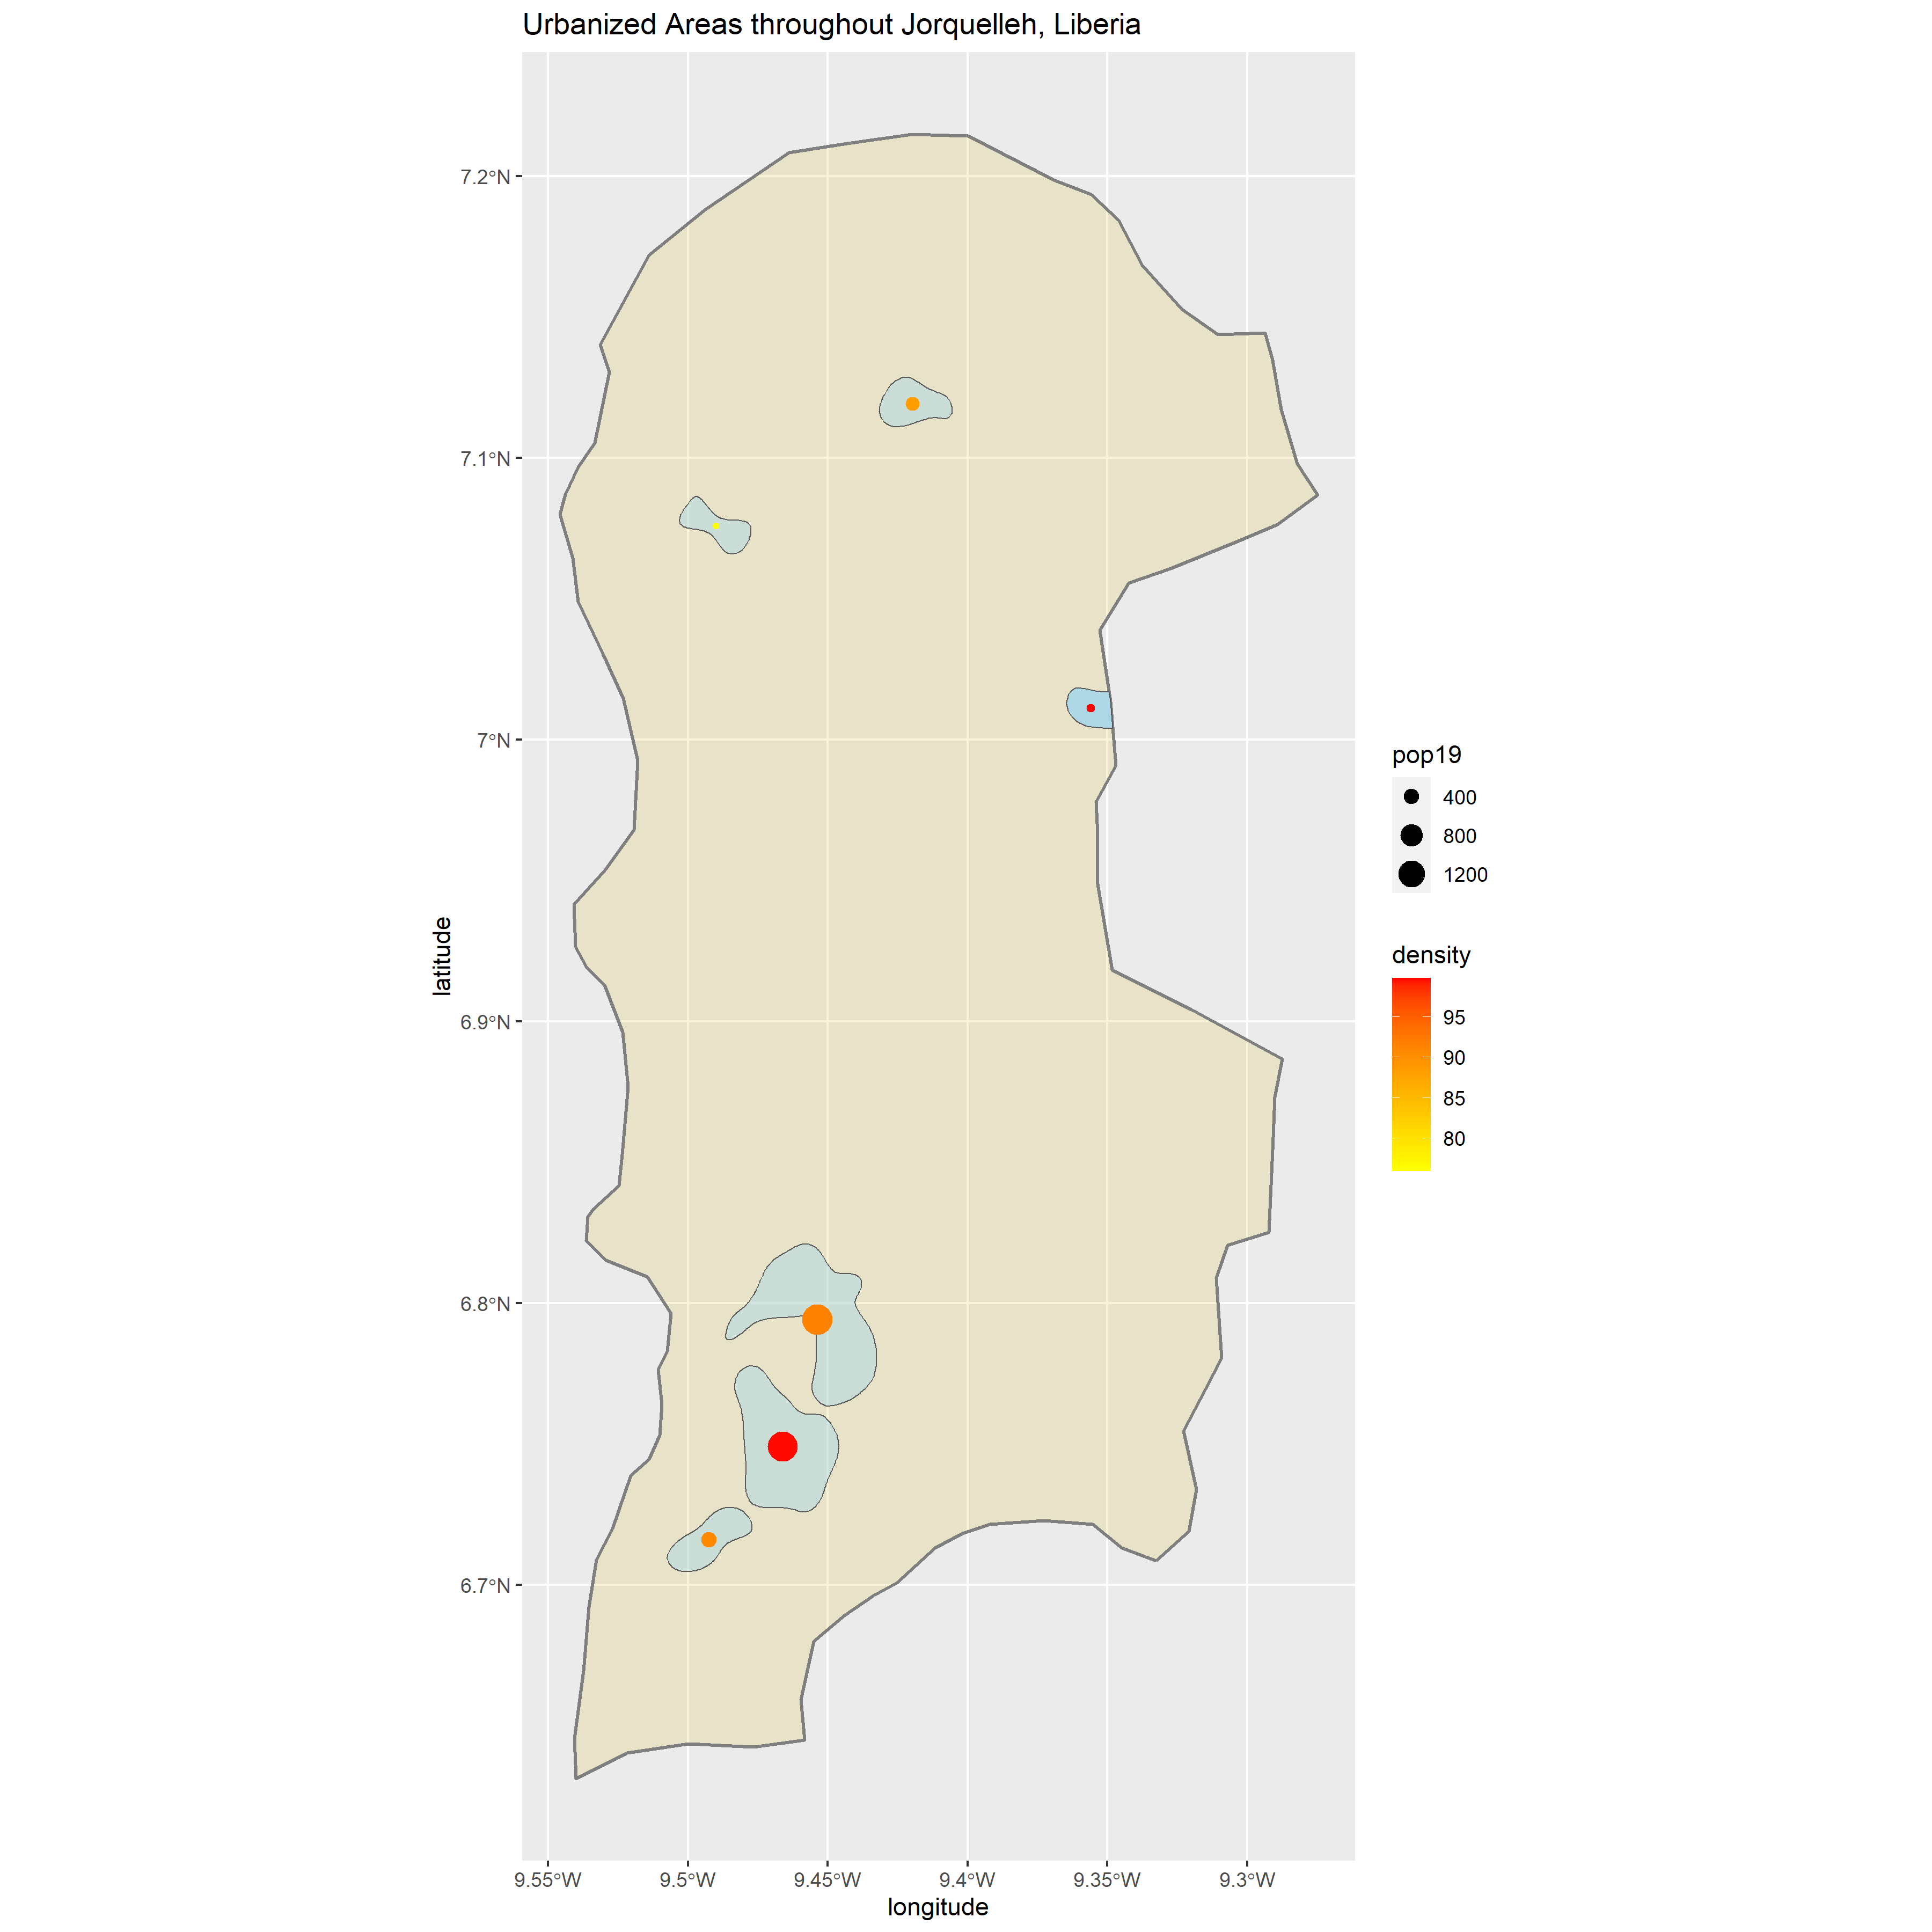 Urbanized Areas throughout Jorquelleh, Liberia
7.2°N
7.1°N
7°N
6.9°N
6.8°N
6.7°N
latitude
9.55°W
9.5°W
9.45°W
9.4°W
9.35°W
9.3°W
longitude
pop19
400
800
1200
density
95
90
85
80